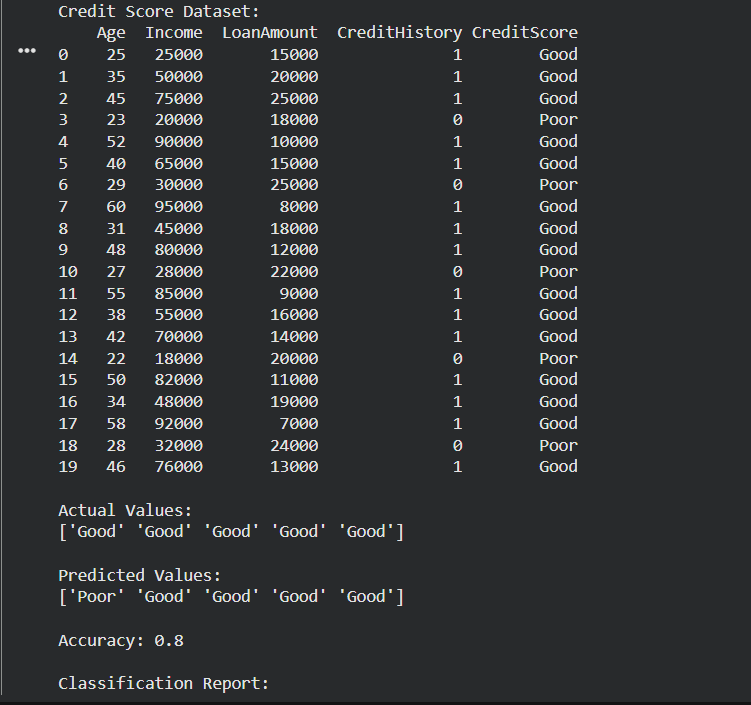 Credit Score Dataset:
Age Income LoanAmount CreditHistory CreditScore
0 25 25000 15000 1 Good
1 35 50000 20000 1 Good
2 45 75000 25000 1 Good
3 23 20000 18000 0 Poor
4 52 90000 10000 1 Good
5 40 65000 15000 1 Good
6 29 30000 25000 0 Poor
7 60 95000 8000 1 Good
8 31 45000 18000 1 Good
9 48 80000 12000 1 Good
10 27 28000 22000 0 Poor
11 55 85000 9000 1 Good
12 38 55000 16000 1 Good
13 42 70000 14000 1 Good
14 22 18000 20000 0 Poor
15 50 82000 11000 1 Good
16 34 48000 19000 1 Good
17 58 92000 7000 1 Good
18 28 32000 24000 0 Poor
19 46 76000 13000 1 Good
Actual Values:
['Good' 'Good' 'Good' 'Good' 'Good']
Predicted Values:
['Poor' 'Good' 'Good' 'Good' 'Good']
Accuracy: 0.8
Classification Report: